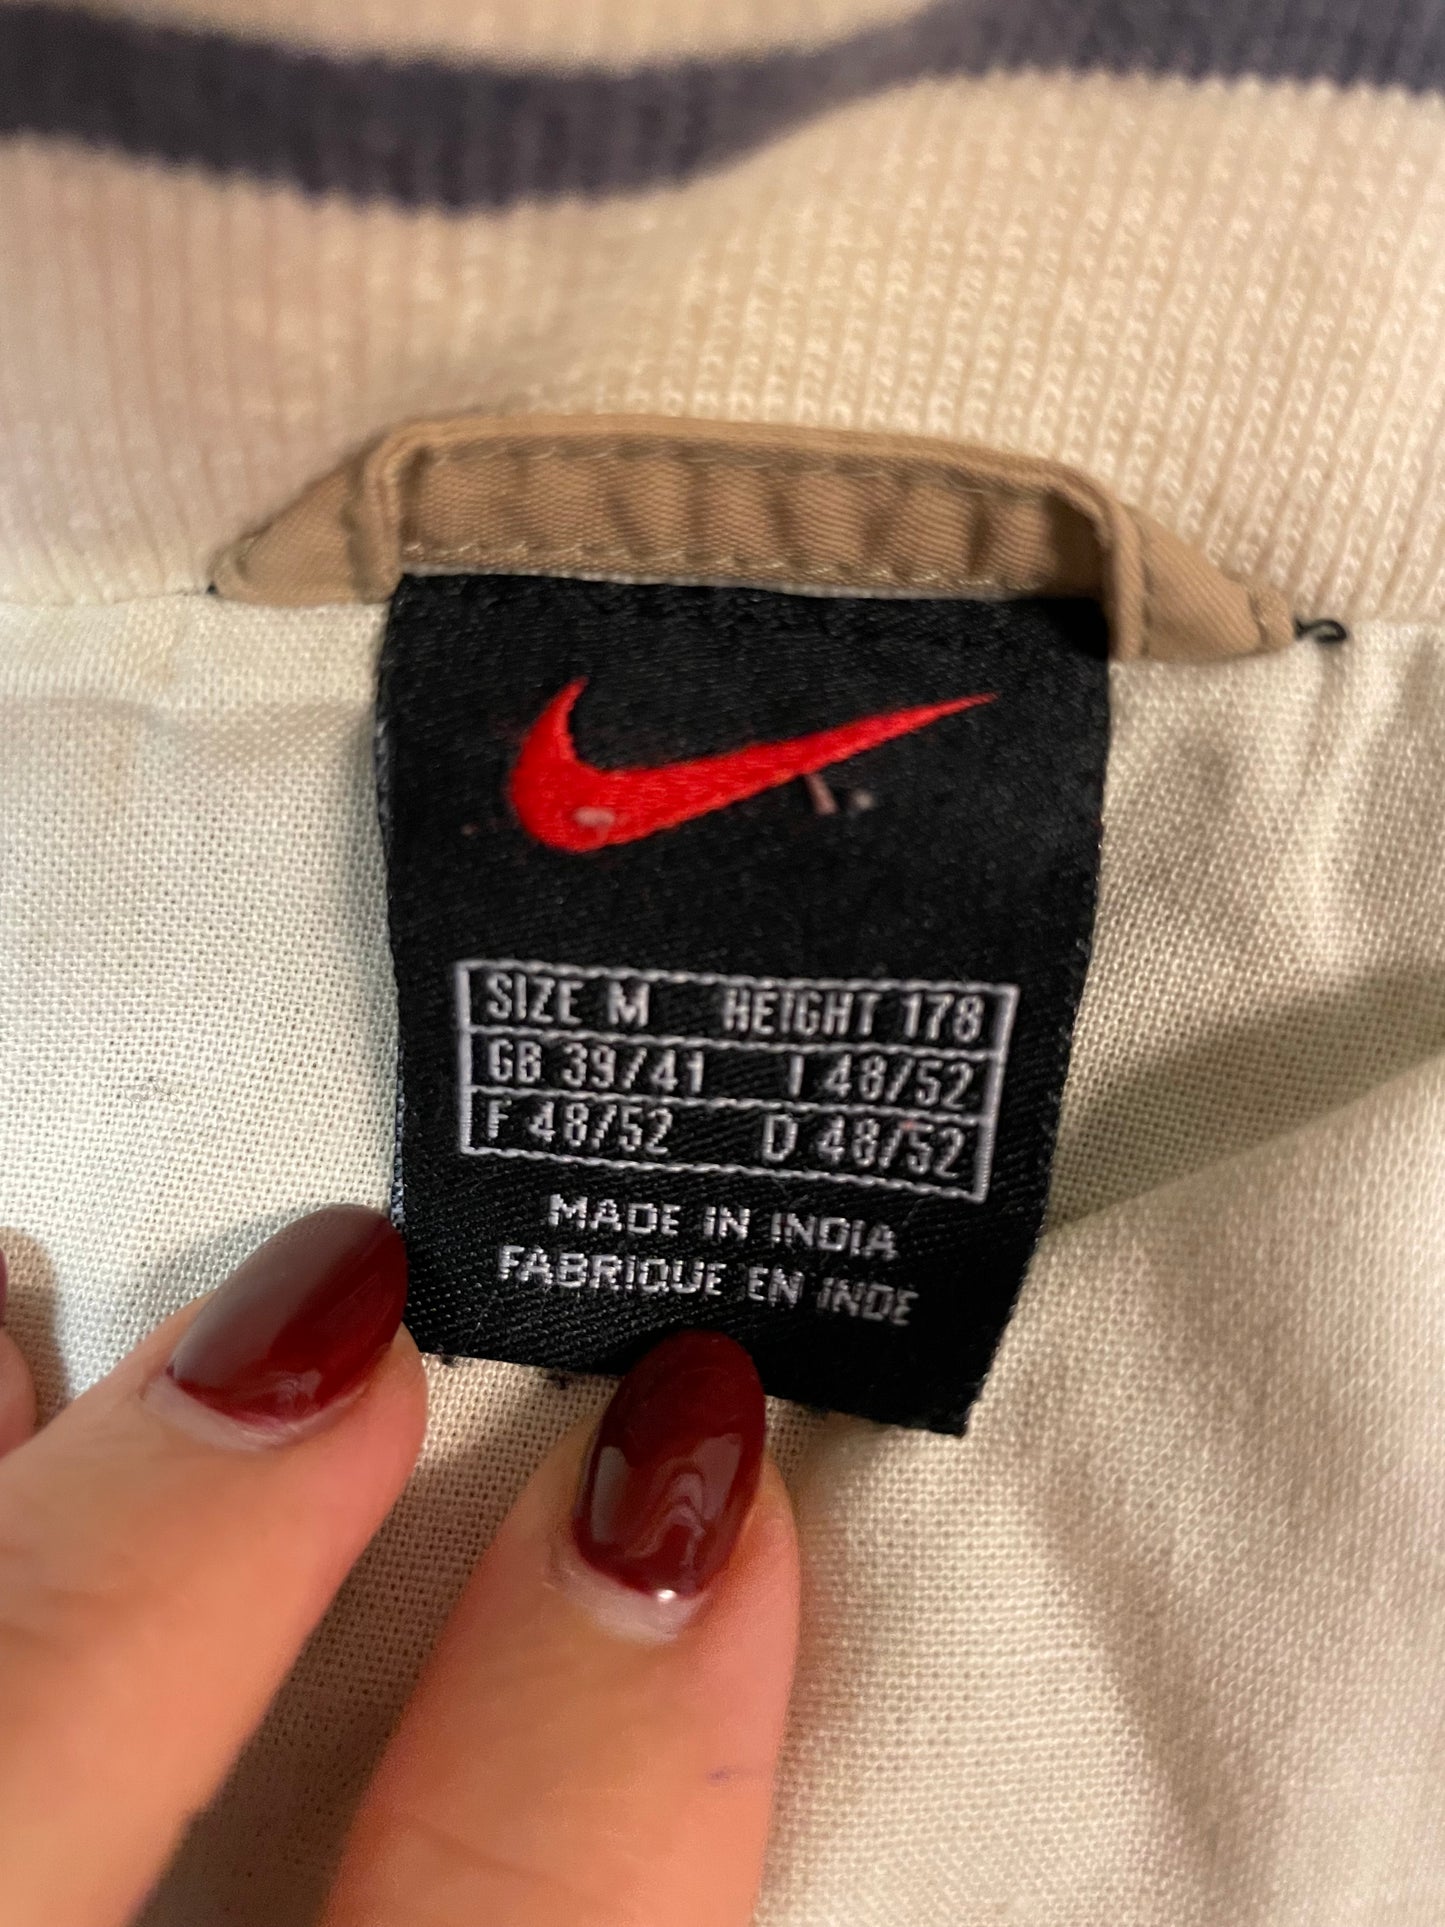 SIZE M HEIGHT 178
GB 39/41 I 48/52
F 48/52 D 48/52
MADE IN INDIA
FABRIQUE EN INDE